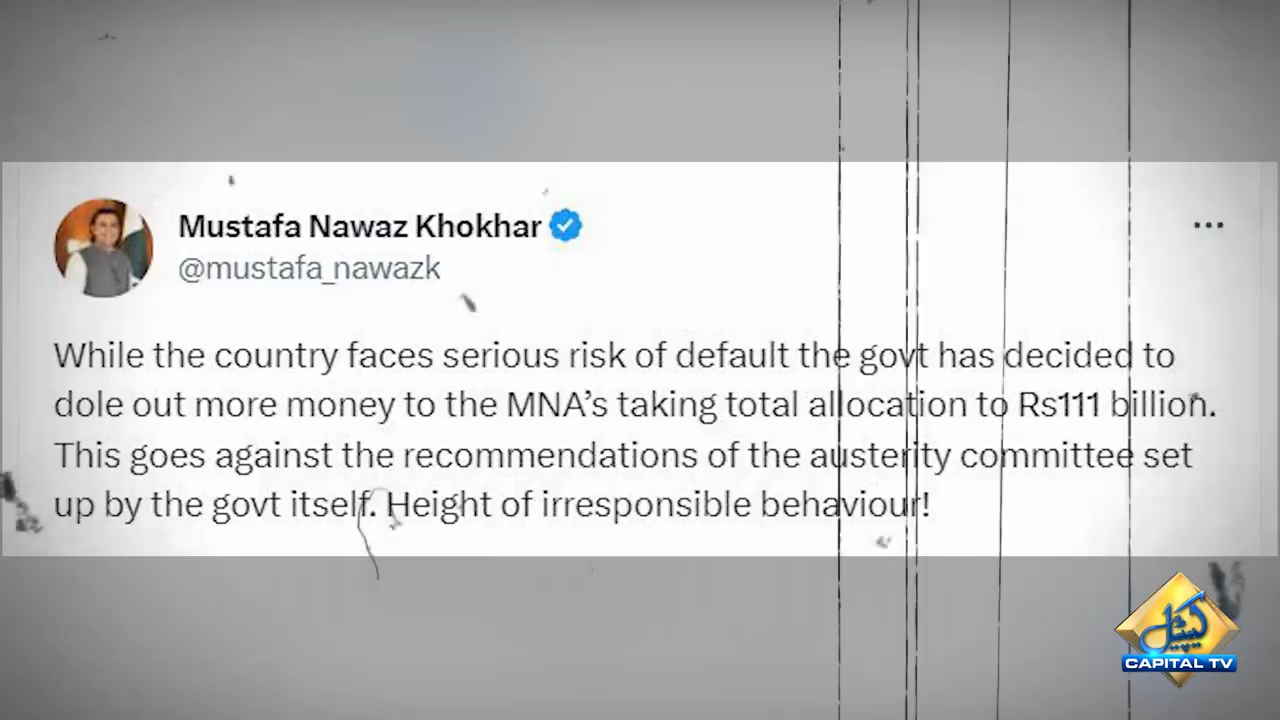 Mustafa Nawaz Khokhar
@mustafa_nawazk
While the country faces serious risk of default the govt has decided to
dole out more money to the MNA’s taking total allocation to Rs111 billion.
This goes against the recommendations of the austerity committee set
up by the govt itself. Height of irresponsible behaviour!
کیپیٹل
CAPITAL TV